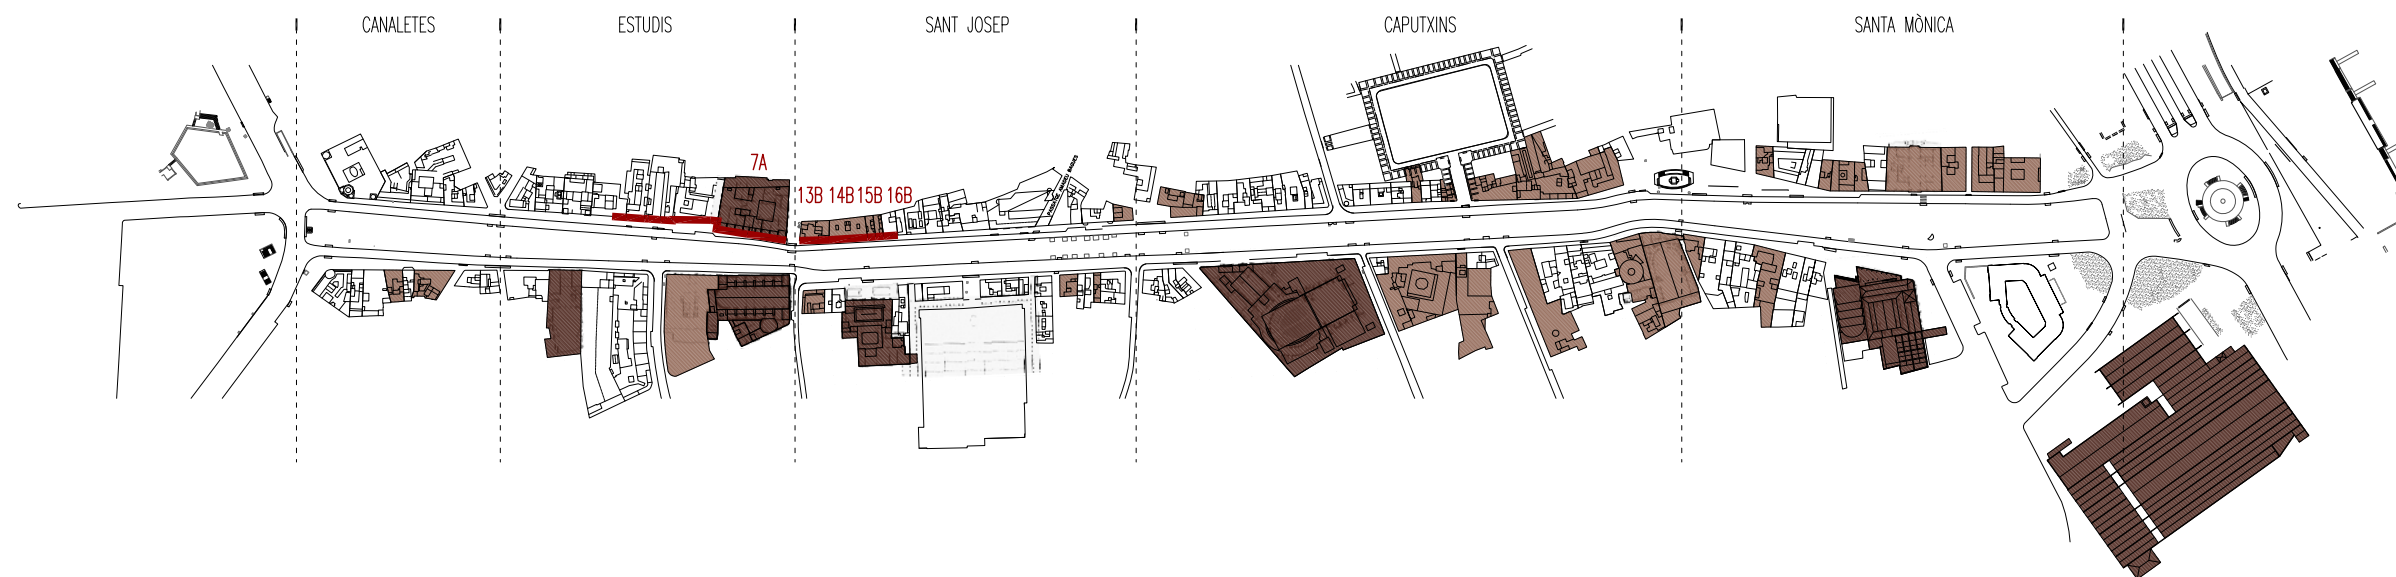 CANALETES
ESTUDIS
SANT JOSEP
CAPUTXINS
SANTA MÒNICA
7A
13B 14B 15B 16B